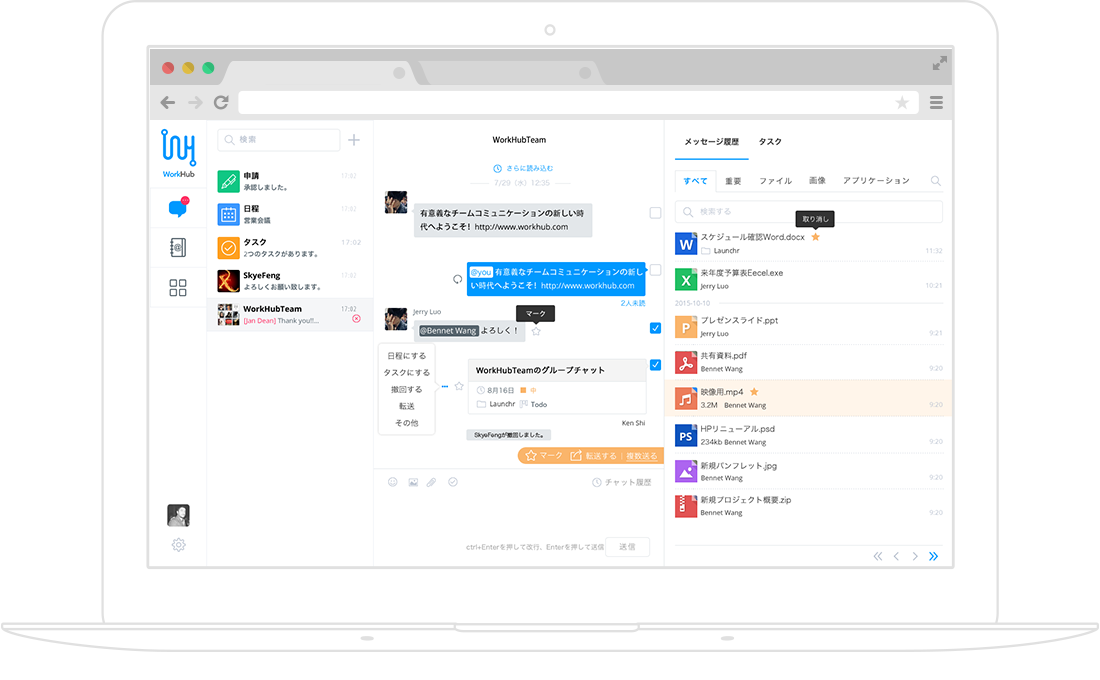 WorkHub
検索
申請
17:02
承認しました。
日程
17:02
営業会議
タスク
17:02
2つのタスクがあります。
SkyeFeng
17:02
よろしくお願い致します。
WorkHubTeam
17:02
[Jan Dean] Thank you!!...
WorkHubTeam
さらに読み込む
7/29（水）12:35
有意義なチームコミュニケーションの新しい時
代へようこそ！http://www.workhub.com
@you 有意義なチームコミュニケーションの新し
い時代へようこそ！http://www.workhub.com
2人未読
Jerry Luo
マーク
@Bennet Wang よろしく！
日程にする
タスクにする
撤回する
転送
その他
WorkHubTeamのグループチャット
8月16日 中
Launchr Todo
Ken Shi
SkyeFengが撤回しました。
マーク 転送する | 複数送る
チャット履歴
ctrl+Enterを押して改行, Enterを押して送信
送信
メッセージ履歴 タスク
すべて 重要 ファイル 画像 アプリケーション
検索する
取り消し
W
スケジュール確認Word.docx
Launchr
11:32
X
来年度予算表Eecel.exe
Jerry Luo
10:21
2015-10-10
P
プレゼンスライド.ppt
Jerry Luo
9:21
共有資料.pdf
Bennet Wang
9:20
映像用.mp4
3.2M Bennet Wang
9:20
PS
HPリニューアル.psd
234kb Bennet Wang
9:20
新規パンフレット.jpg
Bennet Wang
9:20
新規プロジェクト概要.zip
Bennet Wang
9:20